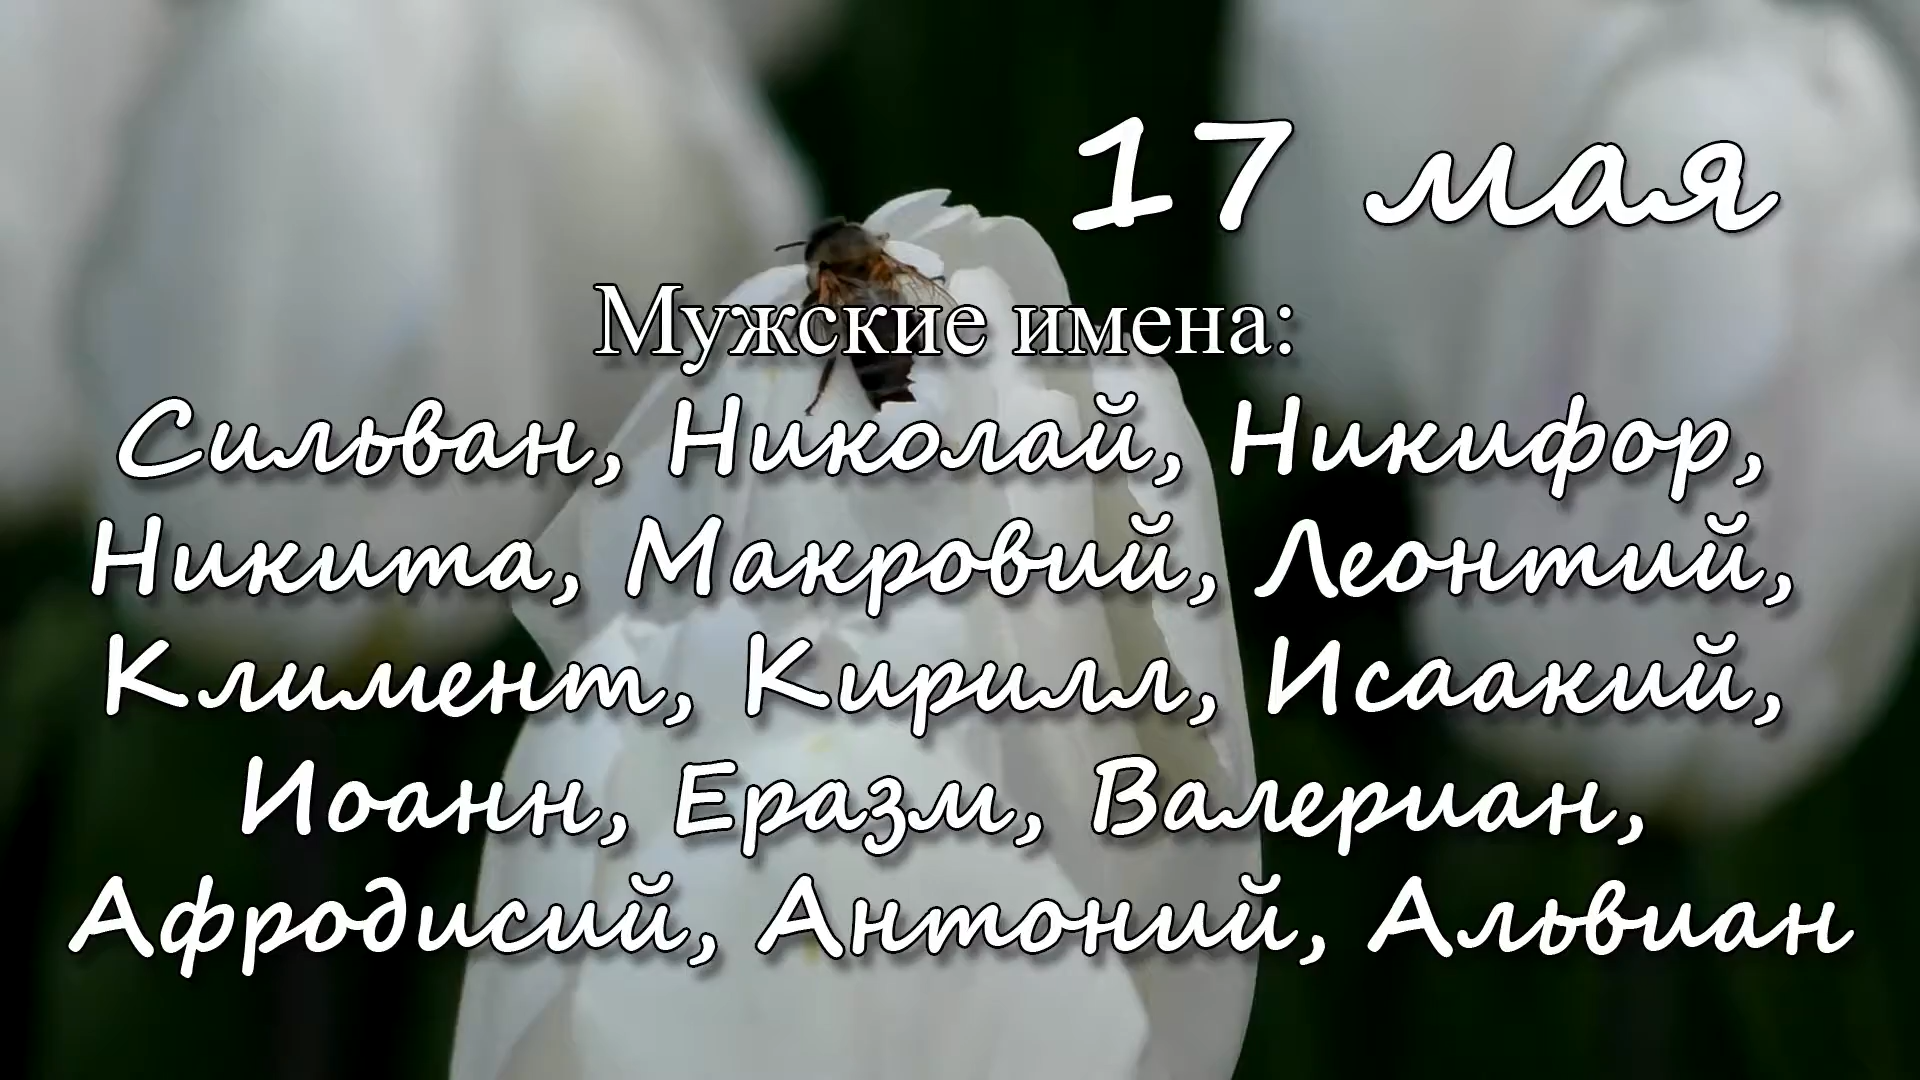 17 мая
Мужские имена:
Сильван, Николай, Никифор,
Никита, Макровий, Леонтий,
Климент, Кирилл, Исаакий,
Иоанн, Еразм, Валериан,
Афродисий, Антоний, Альвиан